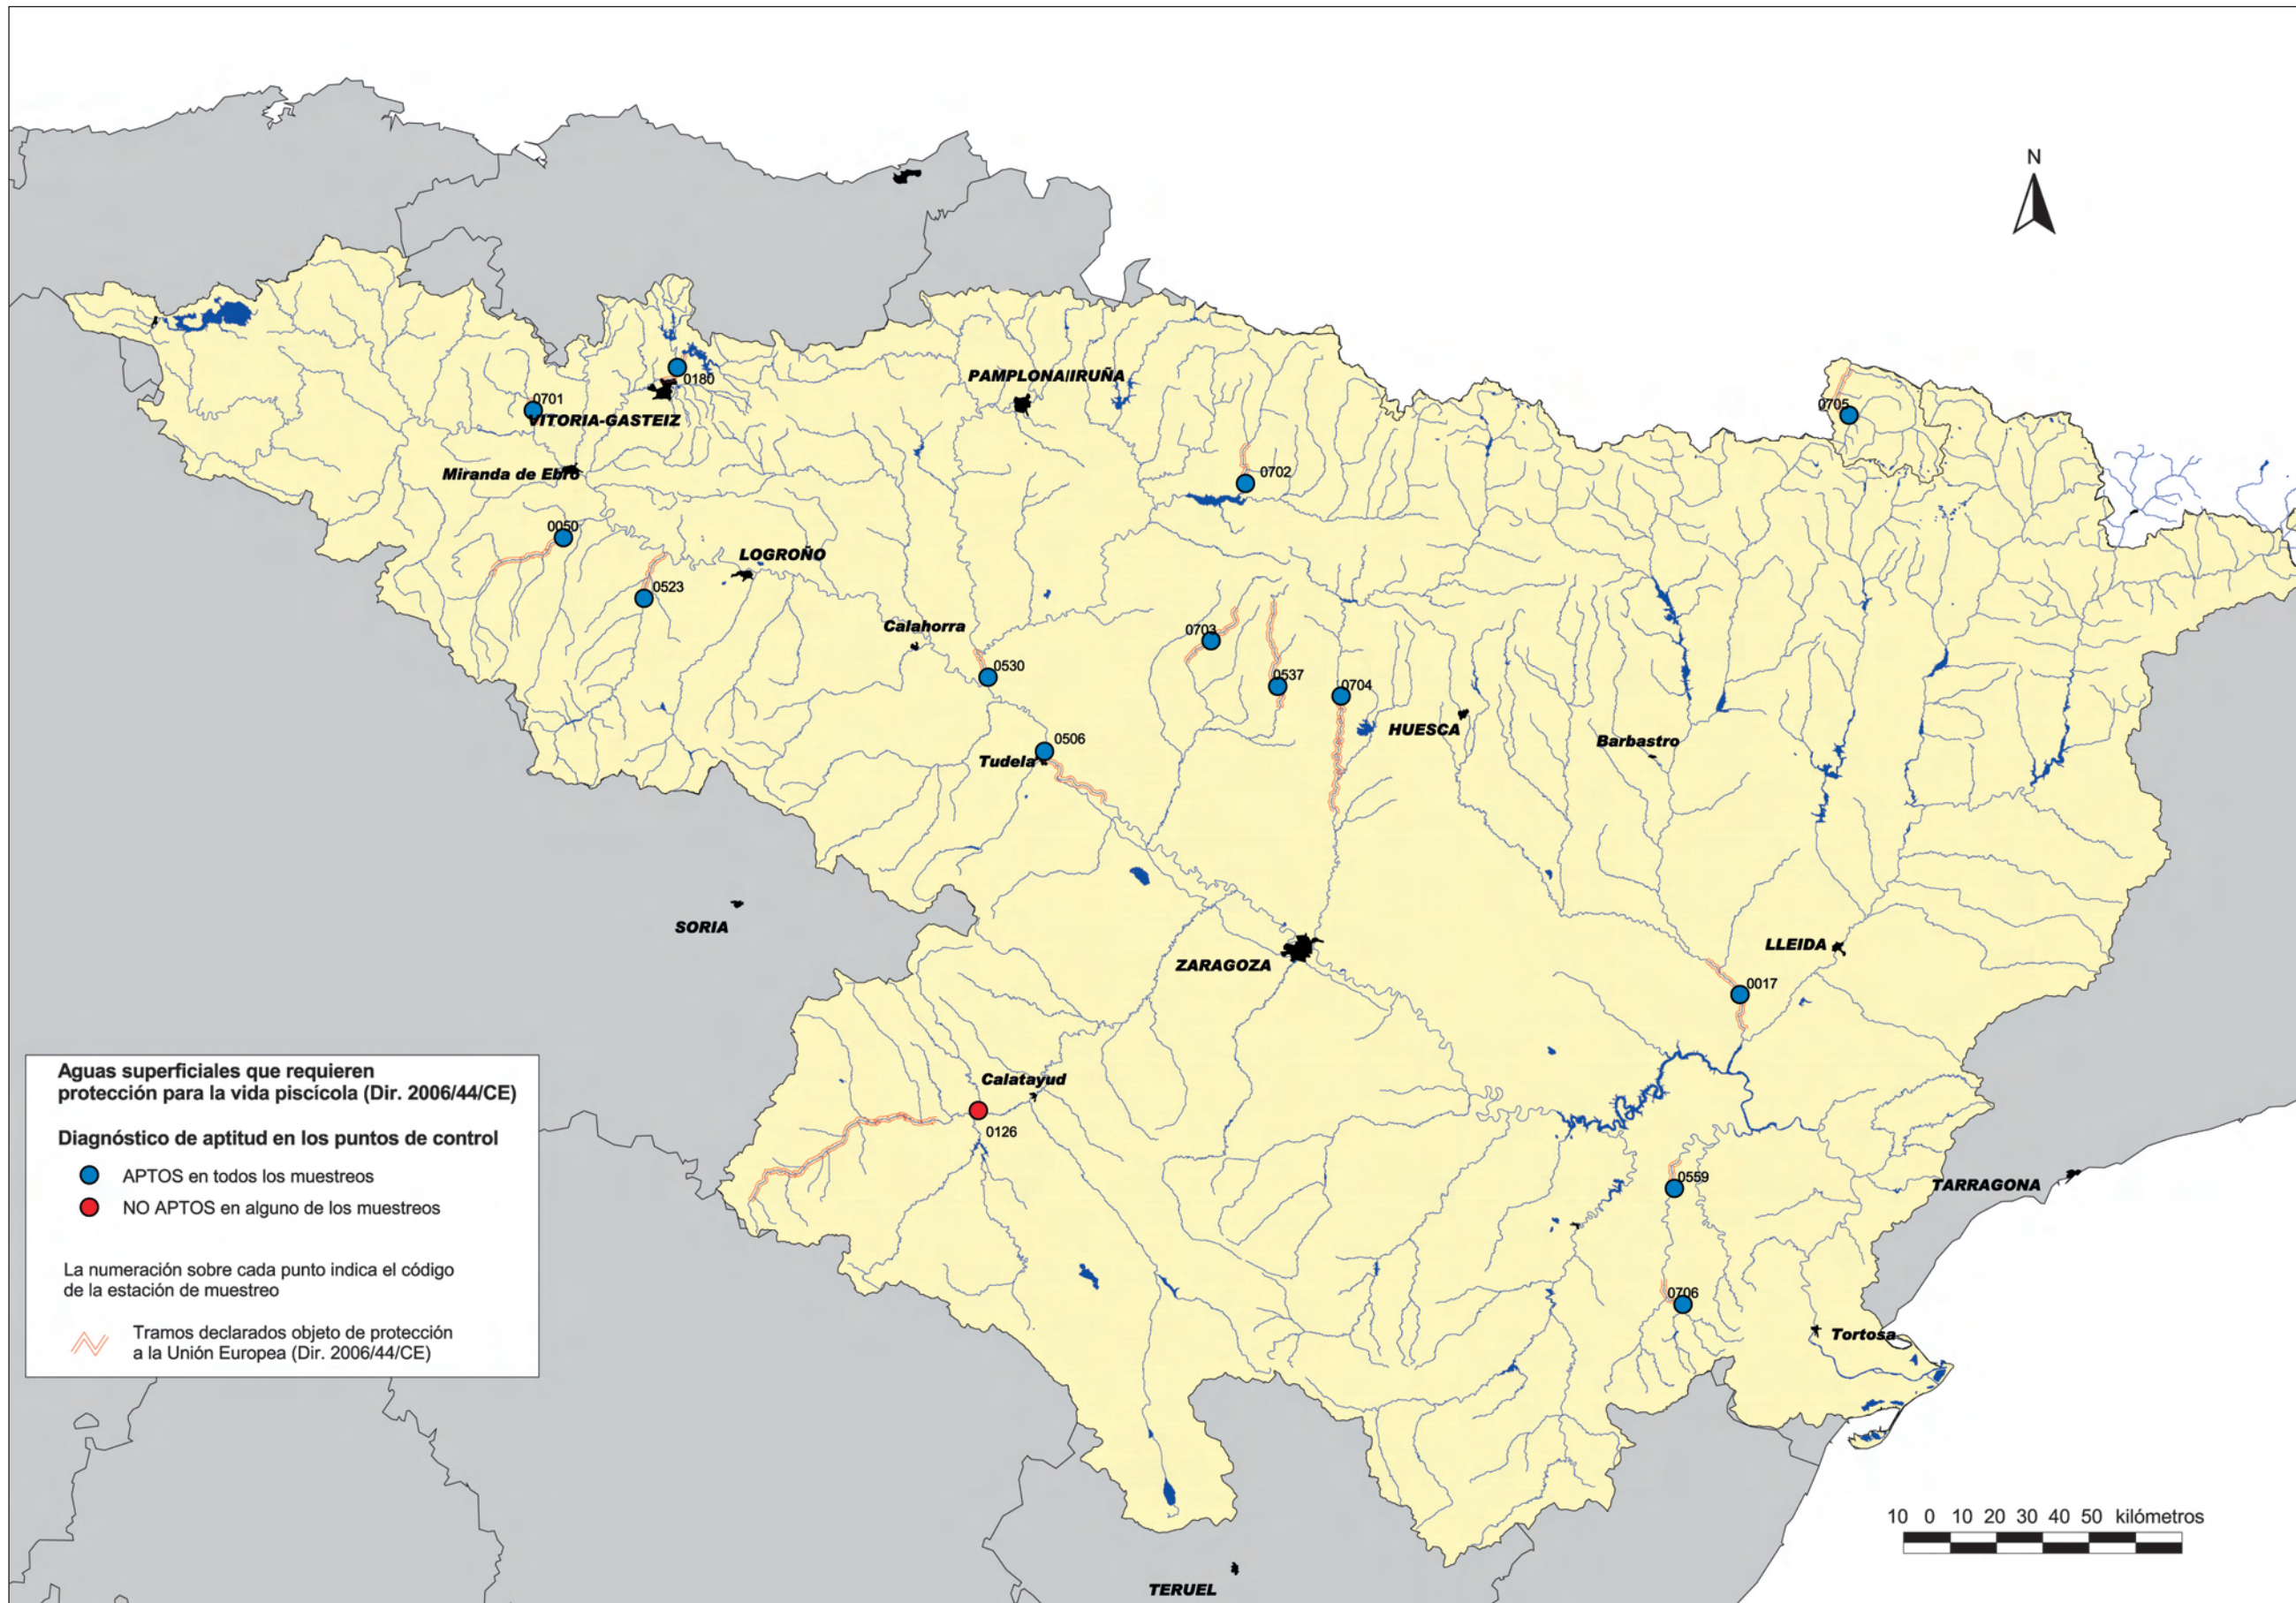 N
PAMPLONA/IRUÑA
0180
0701
VITORIA-GASTEIZ
0705
Miranda de Ebro
0702
0050
LOGROÑO
0523
Calahorra
0703
0530
0537
0704
HUESCA
Barbastro
0506
Tudela
SORIA
ZARAGOZA
LLEIDA
0017
Calatayud
0126
0559
TARRAGONA
0706
Tortosa
TERUEL
Aguas superficiales que requieren
protección para la vida piscícola (Dir. 2006/44/CE)
Diagnóstico de aptitud en los puntos de control
APTOS en todos los muestreos
NO APTOS en alguno de los muestreos
La numeración sobre cada punto indica el código
de la estación de muestreo
Tramos declarados objeto de protección
a la Unión Europea (Dir. 2006/44/CE)
10 0 10 20 30 40 50 kilómetros